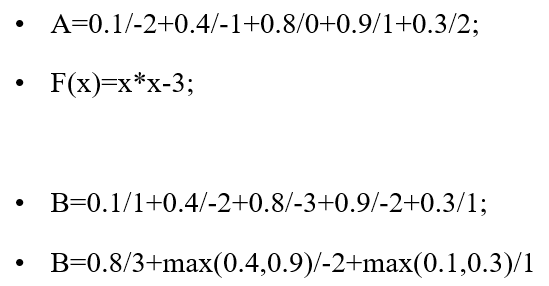 • A=0.1/-2+0.4/-1+0.8/0+0.9/1+0.3/2;
• F(x)=x*x-3;
• B=0.1/1+0.4/-2+0.8/-3+0.9/-2+0.3/1;
• B=0.8/3+max(0.4,0.9)/-2+max(0.1,0.3)/1